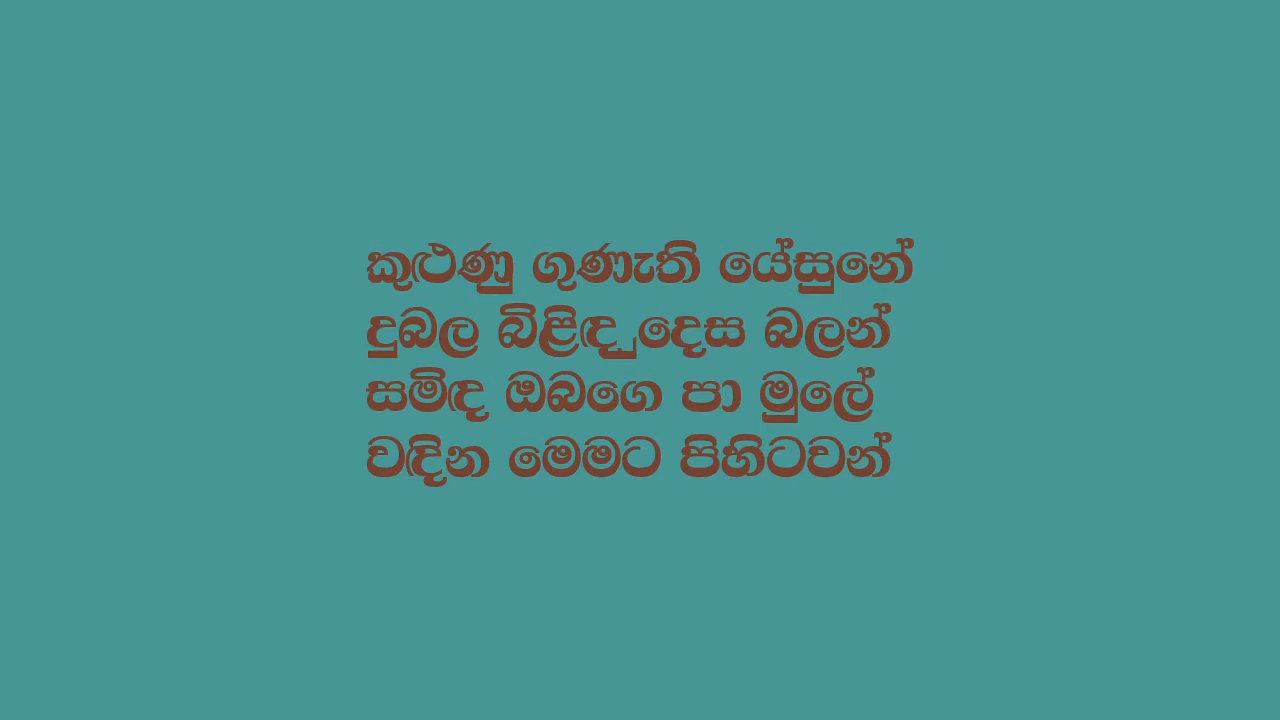 කුළුණු ගුණැති යේසුනේ
දුබල බිළිඳු දෙස බලන්
සමිඳ ඔබගෙ පා මුලේ
වඳින මෙමට පිහිටවන්